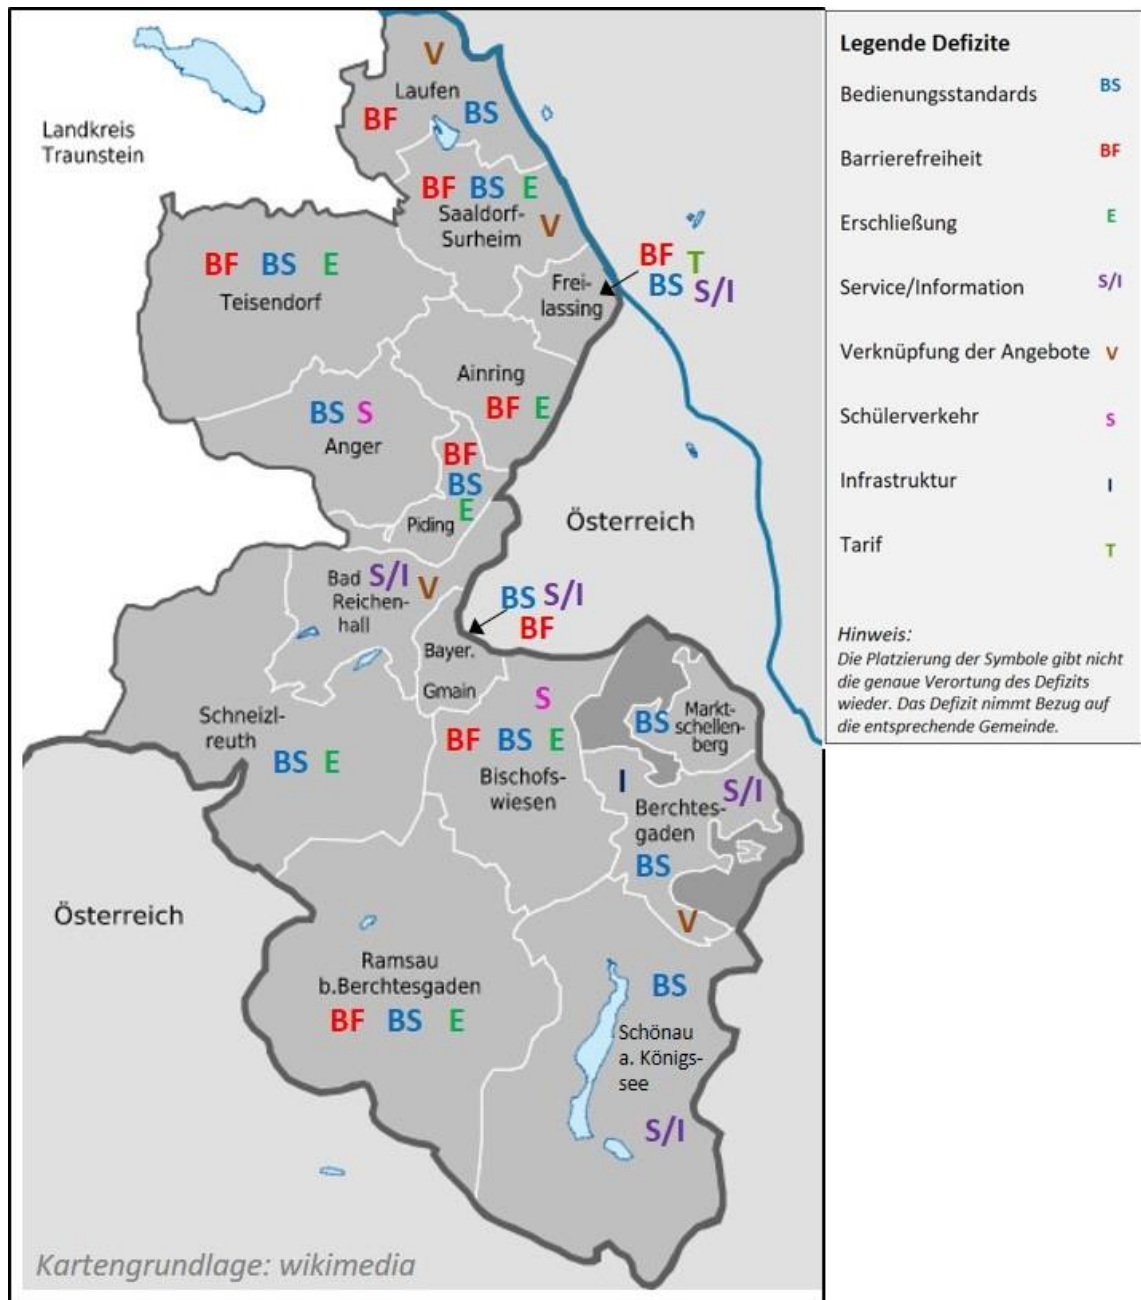 V
Laufen
BF
BS
Landkreis
Traunstein
BF BS E
Saaldorf-
Surheim
V
BF BS E
Teisendorf
BF T
BS S/I
Frei-
lassing
Ainring
BF E
BS S
Anger
BF
BS
E
Piding
Österreich
Bad
Reichen-
hall
S/I
V
BS S/I
BF
Bayer.
Gmain
Schneizl-
reuth
BS E
S
BF BS E
Bischofs-
wiesen
BS
Markt-
schellen-
berg
I
S/I
Berchtes-
gaden
BS
V
Österreich
Ramsau
b.Berchtesgaden
BF BS E
BS
Schönau
a. Königs-
see
S/I
Kartengrundlage: wikimedia
Legende Defizite
Bedienungsstandards BS
Barrierefreiheit BF
Erschließung E
Service/Information S/I
Verknüpfung der Angebote V
Schülerverkehr S
Infrastruktur I
Tarif T
Hinweis:
Die Platzierung der Symbole gibt nicht
die genaue Verortung des Defizits
wieder. Das Defizit nimmt Bezug auf
die entsprechende Gemeinde.